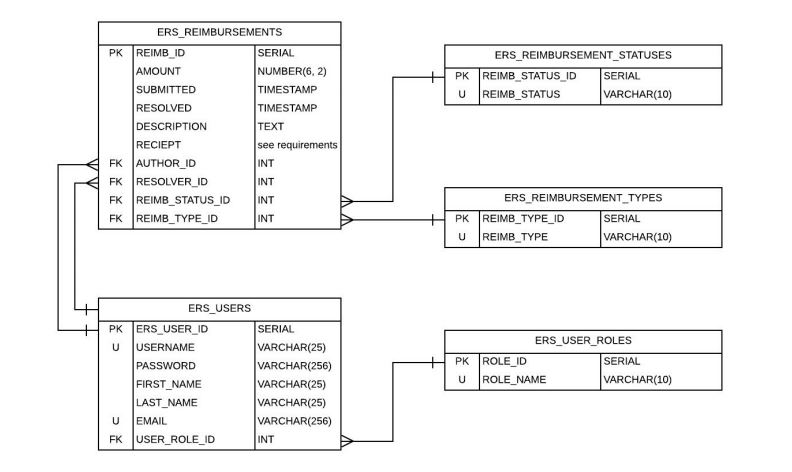 ERS_REIMBURSEMENTS
PK REIMB_ID SERIAL
AMOUNT NUMBER(6, 2)
SUBMITTED TIMESTAMP
RESOLVED TIMESTAMP
DESCRIPTION TEXT
RECIEPT see requirements
FK AUTHOR_ID INT
FK RESOLVER_ID INT
FK REIMB_STATUS_ID INT
FK REIMB_TYPE_ID INT
ERS_REIMBURSEMENT_STATUSES
PK REIMB_STATUS_ID SERIAL
U REIMB_STATUS VARCHAR(10)
ERS_REIMBURSEMENT_TYPES
PK REIMB_TYPE_ID SERIAL
U REIMB_TYPE VARCHAR(10)
ERS_USERS
PK ERS_USER_ID SERIAL
U USERNAME VARCHAR(25)
PASSWORD VARCHAR(256)
FIRST_NAME VARCHAR(25)
LAST_NAME VARCHAR(25)
U EMAIL VARCHAR(256)
FK USER_ROLE_ID INT
ERS_USER_ROLES
PK ROLE_ID SERIAL
U ROLE_NAME VARCHAR(10)